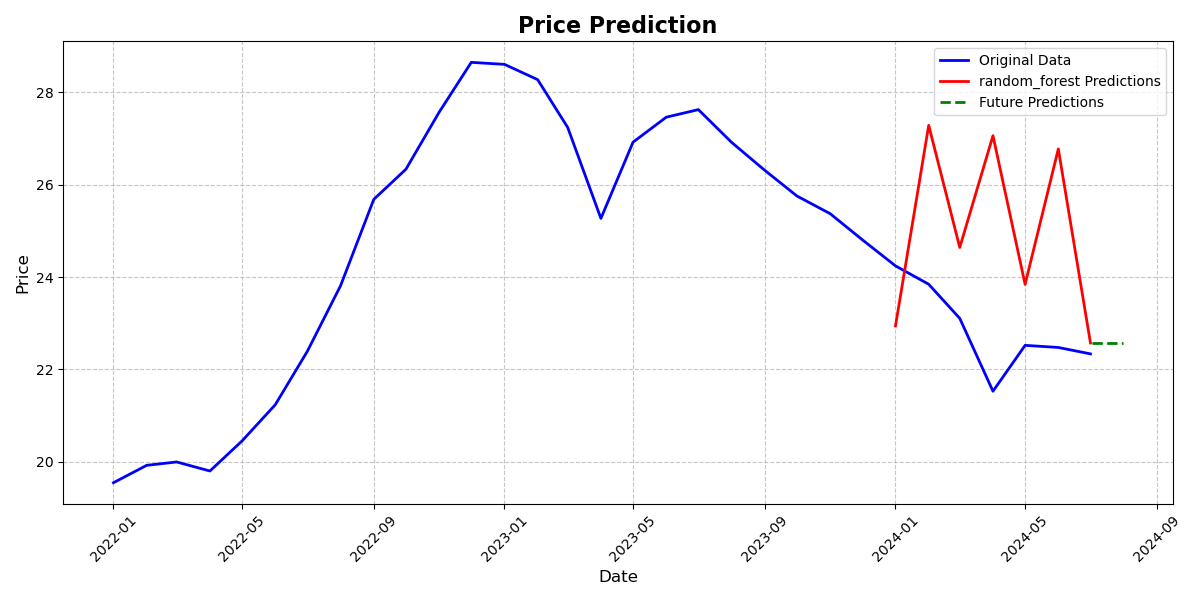 Price Prediction
Original Data
random_forest Predictions
Future Predictions
Price
28
26
24
22
20
2022-01
2022-05
2022-09
2023-01
2023-05
2023-09
2024-01
2024-05
2024-09
Date